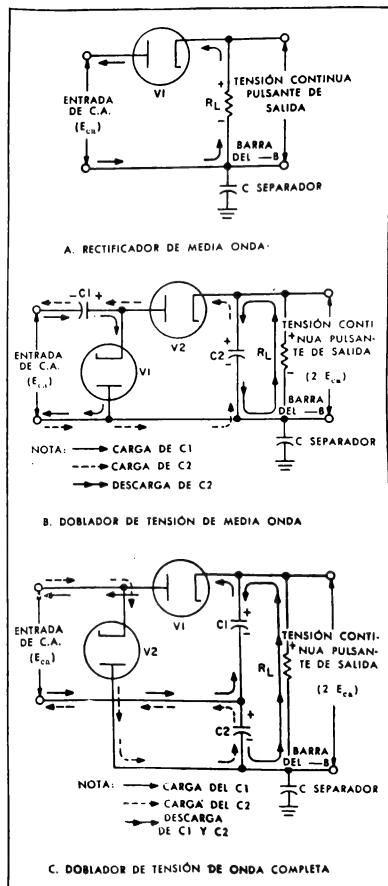 V1
ENTRADA
DE C.A.
(Eca)
RL
+
−
TENSIÓN CONTINUA
PULSANTE DE
SALIDA
BARRA
DEL —B
C SEPARADOR
A. RECTIFICADOR DE MEDIA ONDA
− C1 +
V2
V1
ENTRADA
DE C.A.
(Eca)
C2
+
−
RL
+
−
TENSIÓN CONTI-
NUA PULSAN-
TE DE SALIDA
(2 Eca)
BARRA
DEL —B
C SEPARADOR
NOTA: CARGA DE C1
CARGA DE C2
DESCARGA DE C2
B. DOBLADOR DE TENSIÓN DE MEDIA ONDA
V1
V2
ENTRADA
DE C.A.
(Eca)
C1
+
−
C2
+
−
RL
+
−
TENSIÓN CONTI-
NUA PULSAN-
TE DE SALIDA
(2 Eca)
BARRA
DEL —B
C SEPARADOR
NOTA: CARGA DEL C1
CARGA DEL C2
DESCARGA
DE C1 Y C2
C. DOBLADOR DE TENSIÓN DE ONDA COMPLETA